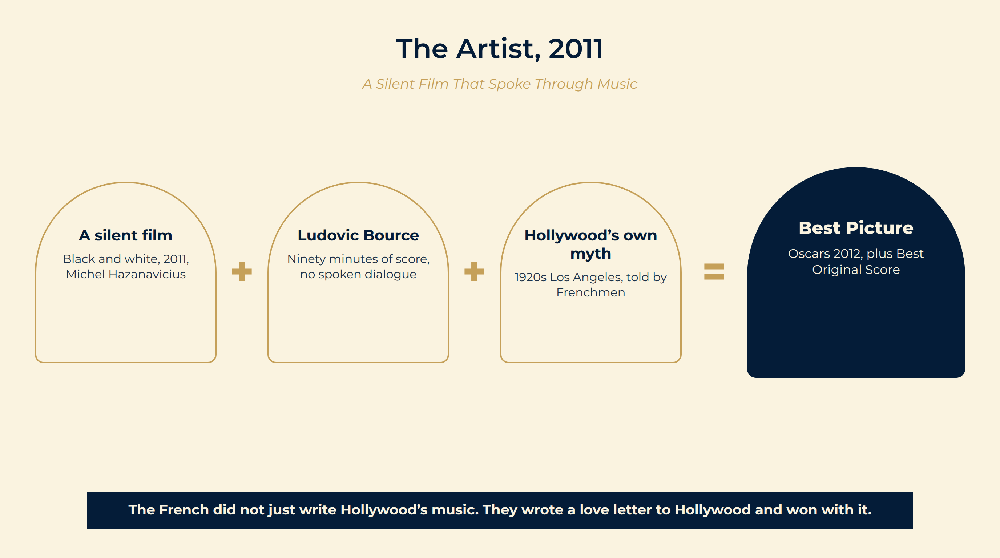 The Artist, 2011
A Silent Film That Spoke Through Music
A silent film
Black and white, 2011,
Michel Hazanavicius
+
Ludovic Bource
Ninety minutes of score,
no spoken dialogue
+
Hollywood’s own
myth
1920s Los Angeles, told by
Frenchmen
=
Best Picture
Oscars 2012, plus Best
Original Score
The French did not just write Hollywood’s music. They wrote a love letter to Hollywood and won with it.